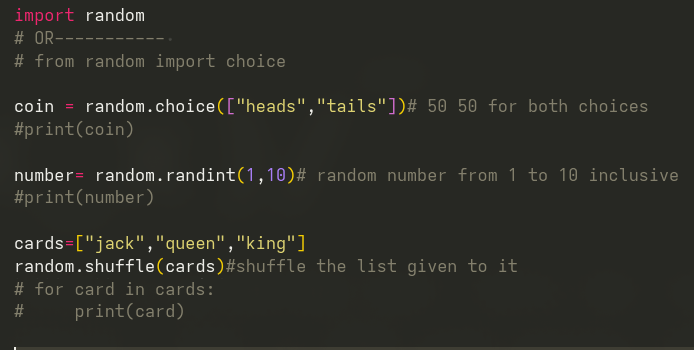 import random
# OR-----------
# from random import choice
coin = random.choice(["heads","tails"])# 50 50 for both choices
#print(coin)
number= random.randint(1,10)# random number from 1 to 10 inclusive
#print(number)
cards=["jack","queen","king"]
random.shuffle(cards)#shuffle the list given to it
# for card in cards:
#     print(card)